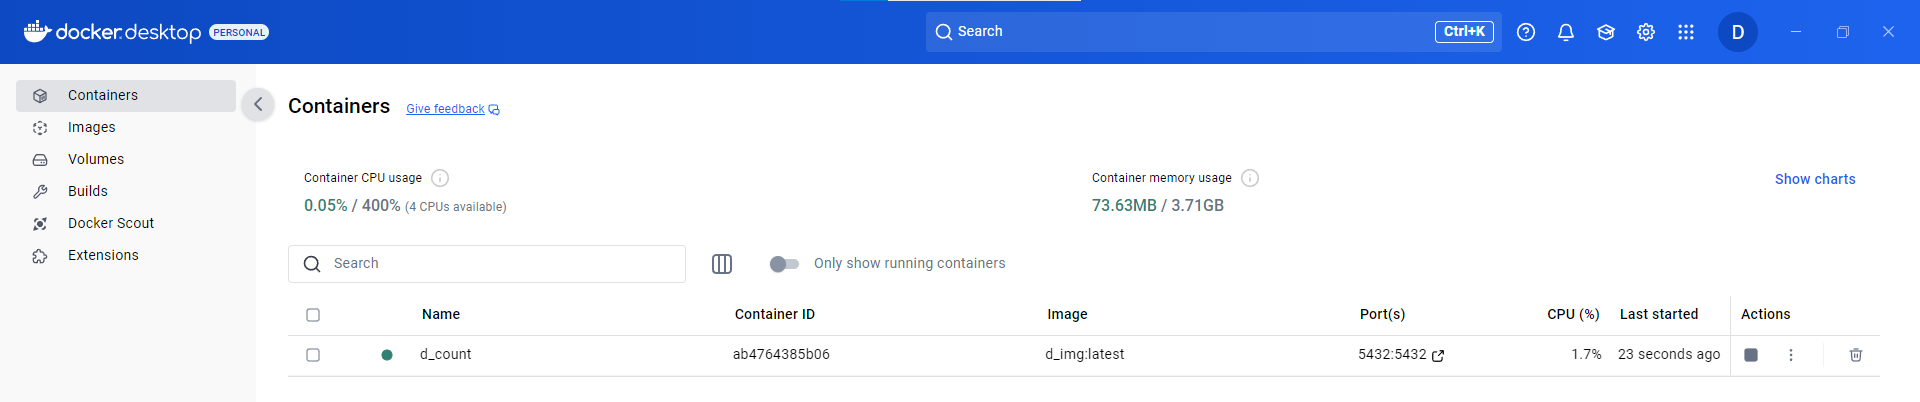 docker.desktop PERSONAL
Search Ctrl+K D
Containers
Images
Volumes
Builds
Docker Scout
Extensions
Containers Give feedback
Container CPU usage
0.05% / 400% (4 CPUs available)
Container memory usage
73.63MB / 3.71GB
Show charts
Search
Only show running containers
Name Container ID Image Port(s) CPU (%) Last started Actions
d_count ab4764385b06 d_img:latest 5432:5432 1.7% 23 seconds ago